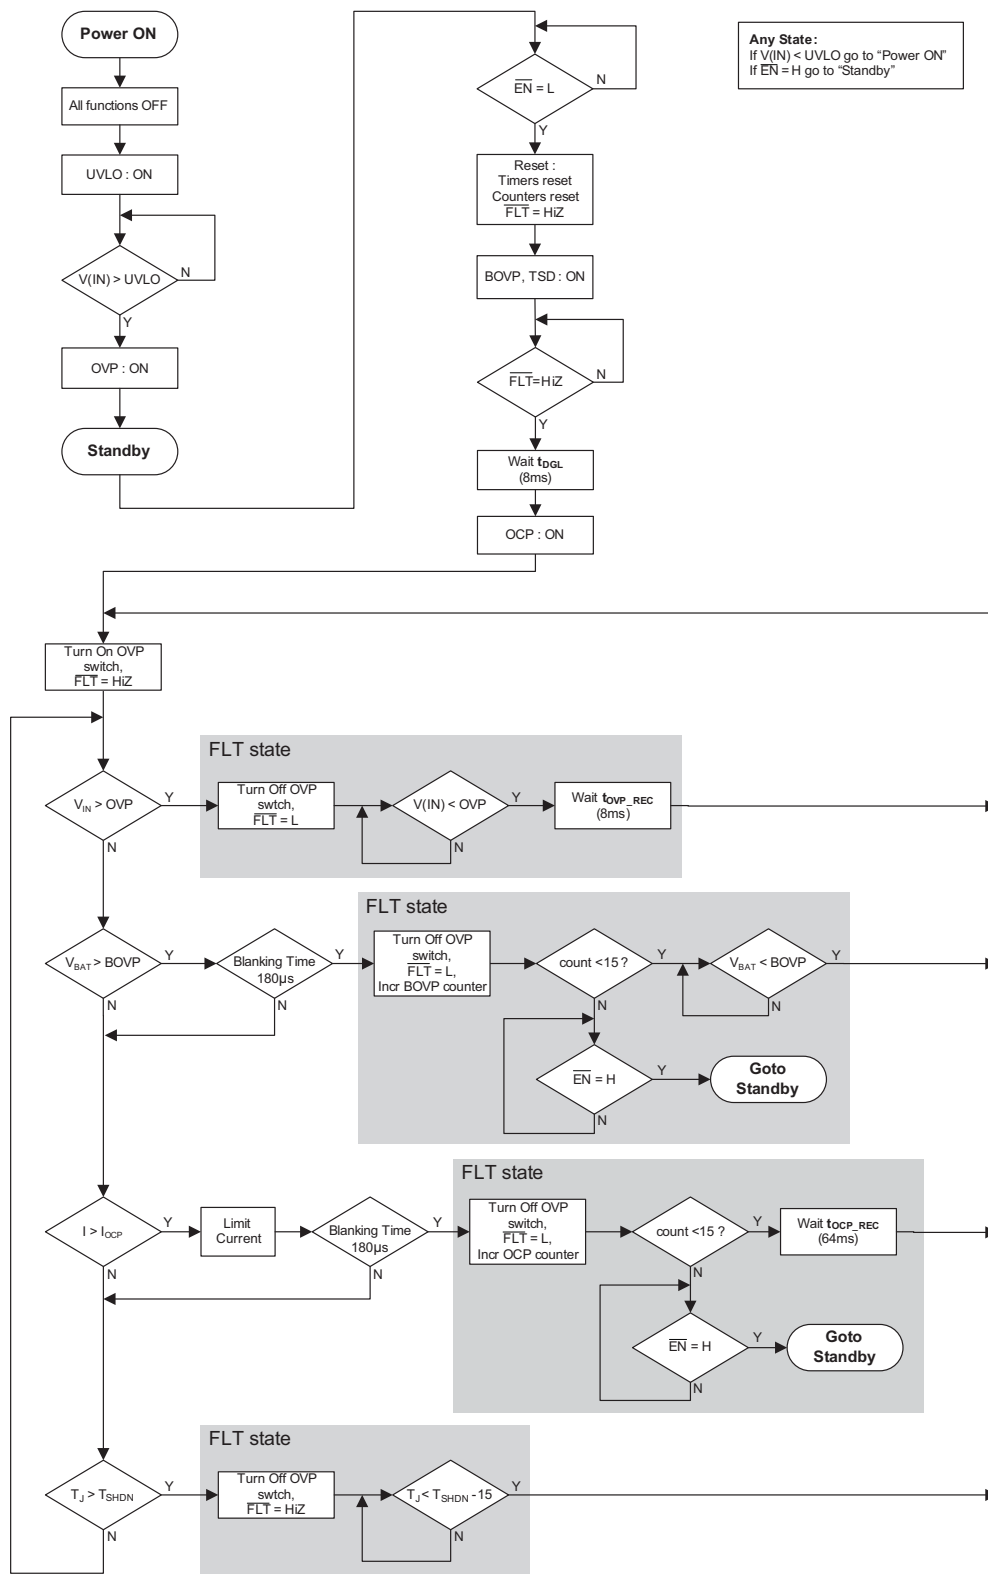 Power ON
All functions OFF
UVLO : ON
V(IN) > UVLO
N
Y
OVP : ON
Standby
EN = L
N
Y
Reset :
Timers reset
Counters reset
FLT = HiZ
BOVP, TSD : ON
FLT=HiZ
N
Y
Wait tDGL
(8ms)
OCP : ON
Any State:
If V(IN) < UVLO go to “Power ON”
If EN = H go to “Standby”
Turn On OVP
switch,
FLT = HiZ
VIN > OVP
Y
N
FLT state
Turn Off OVP
swtch,
FLT = L
V(IN) < OVP
Y
N
Wait tOVP_REC
(8ms)
VBAT > BOVP
Y
N
Blanking Time
180µs
Y
N
FLT state
Turn Off OVP
switch,
FLT = L,
Incr BOVP counter
count <15 ?
Y
N
VBAT < BOVP
Y
N
EN = H
Y
N
Goto
Standby
I > IOCP
Y
N
Limit
Current
Blanking Time
180µs
Y
N
FLT state
Turn Off OVP
switch,
FLT = L,
Incr OCP counter
count <15 ?
Y
N
Wait tOCP_REC
(64ms)
EN = H
Y
N
Goto
Standby
TJ > TSHDN
Y
N
FLT state
Turn Off OVP
swtch,
FLT = HiZ
TJ < TSHDN - 15
Y
N